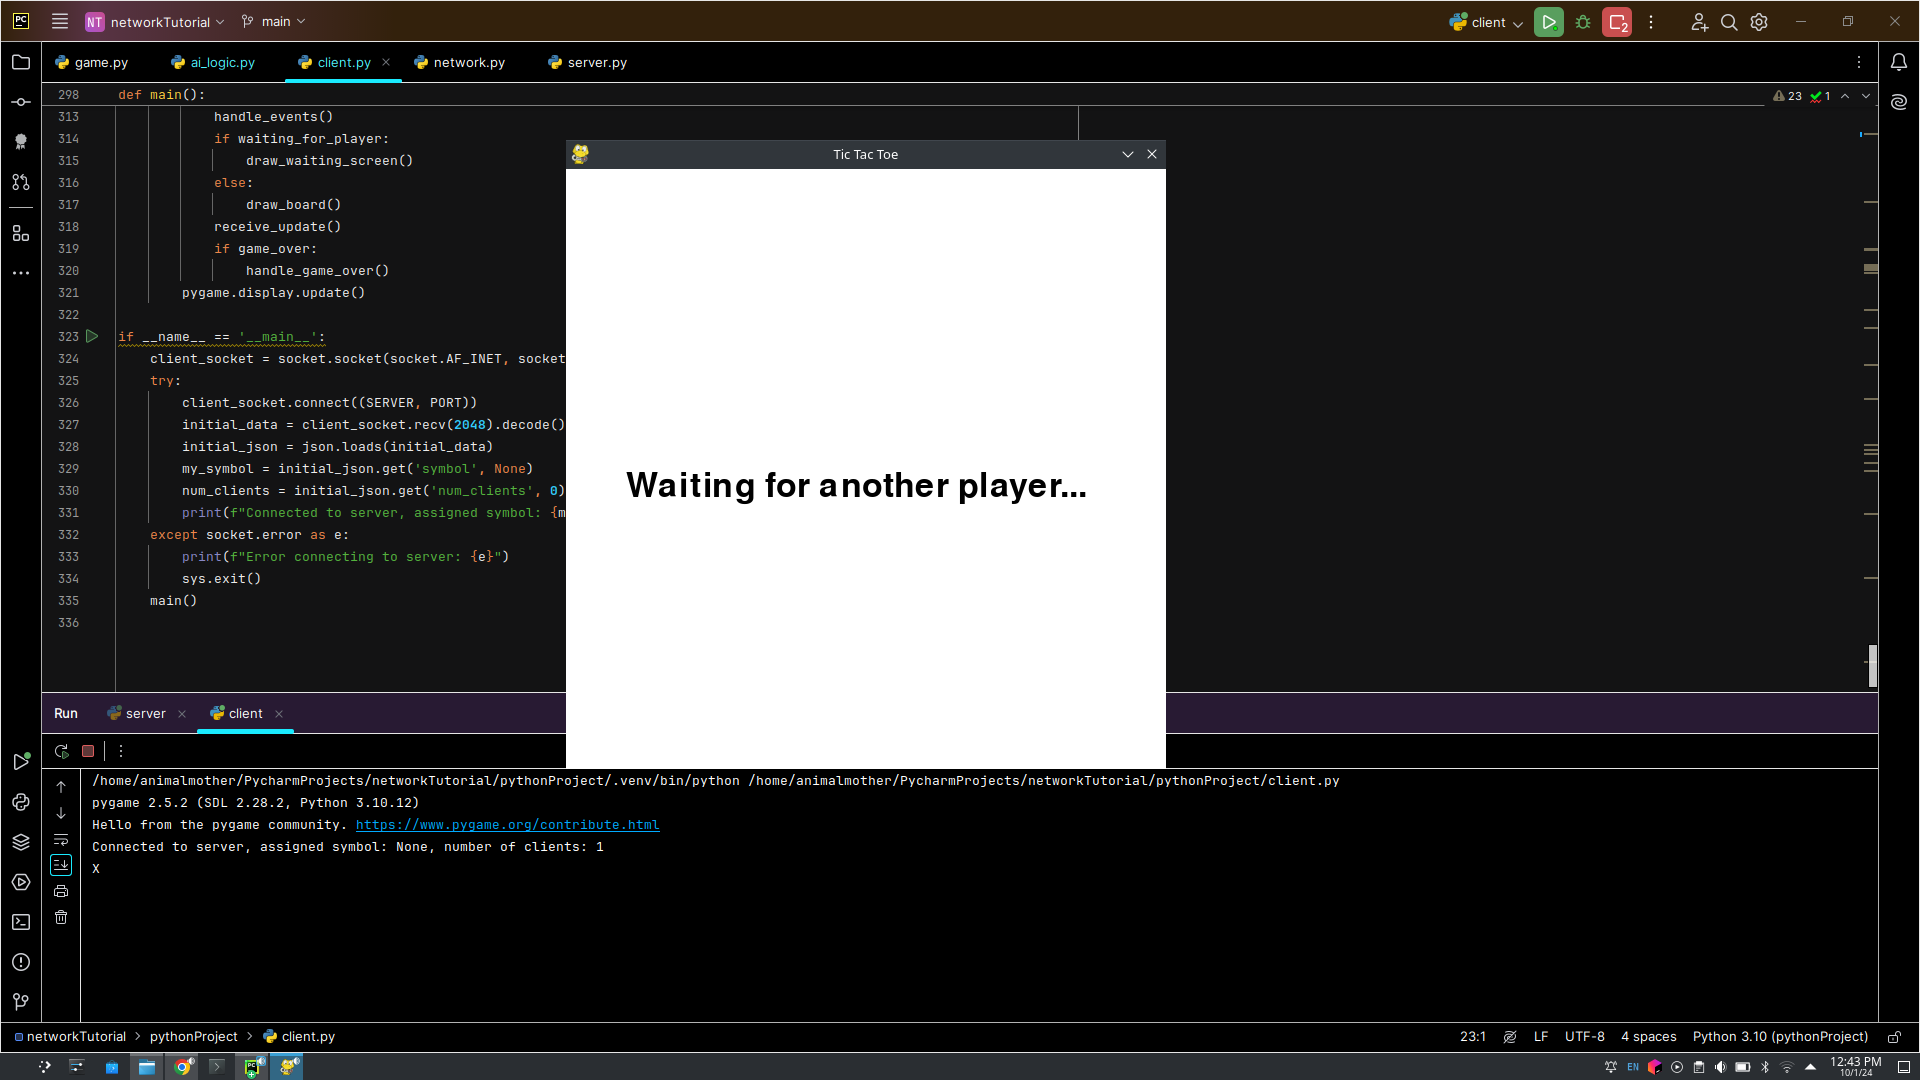 PC NT networkTutorial main client 2
game.py ai_logic.py client.py network.py server.py
298 def main(): 23 1
313 handle_events()
314 if waiting_for_player:
315 draw_waiting_screen()
316 else:
317 draw_board()
318 receive_update()
319 if game_over:
320 handle_game_over()
321 pygame.display.update()
322
323 if __name__ == '__main__':
324 client_socket = socket.socket(socket.AF_INET, socket
325 try:
326 client_socket.connect((SERVER, PORT))
327 initial_data = client_socket.recv(2048).decode()
328 initial_json = json.loads(initial_data)
329 my_symbol = initial_json.get('symbol', None)
330 num_clients = initial_json.get('num_clients', 0)
331 print(f"Connected to server, assigned symbol: {m
332 except socket.error as e:
333 print(f"Error connecting to server: {e}")
334 sys.exit()
335 main()
336
Tic Tac Toe
Waiting for another player...
Run server client
/home/animalmother/PycharmProjects/networkTutorial/pythonProject/.venv/bin/python /home/animalmother/PycharmProjects/networkTutorial/pythonProject/client.py
pygame 2.5.2 (SDL 2.28.2, Python 3.10.12)
Hello from the pygame community. https://www.pygame.org/contribute.html
Connected to server, assigned symbol: None, number of clients: 1
X
networkTutorial pythonProject client.py 23:1 LF UTF-8 4 spaces Python 3.10 (pythonProject)
EN 12:43 PM
10/1/24